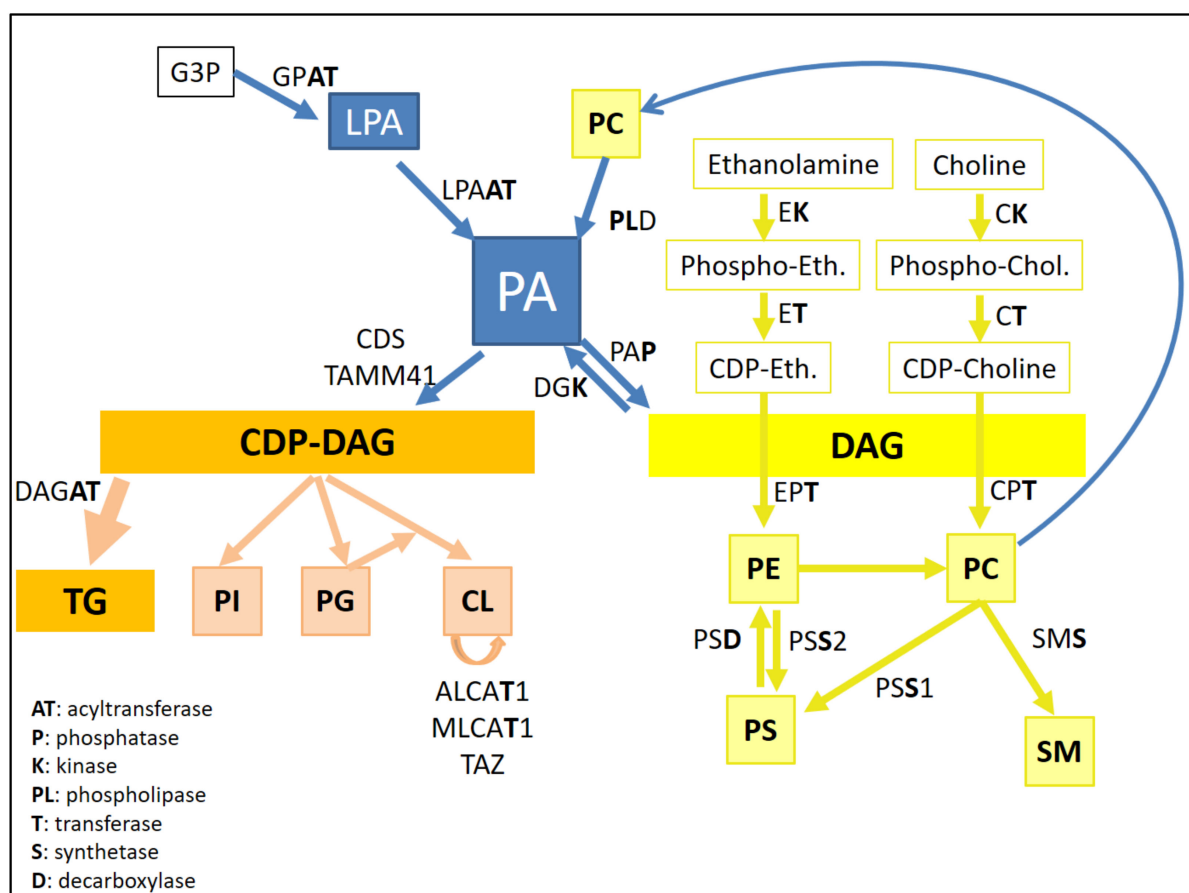 G3P
GPAT
LPA
PC
LPAAT
PLD
PA
Ethanolamine
Choline
EK
CK
Phospho-Eth.
Phospho-Chol.
ET
CT
CDP-Eth.
CDP-Choline
CDS
TAMM41
PAP
DGK
CDP-DAG
DAG
DAGAT
EPT
CPT
TG
PI
PG
CL
PE
PC
PSD
PSS2
PSS1
SMS
ALCAT1
MLCAT1
TAZ
PS
SM
AT: acyltransferase
P: phosphatase
K: kinase
PL: phospholipase
T: transferase
S: synthetase
D: decarboxylase